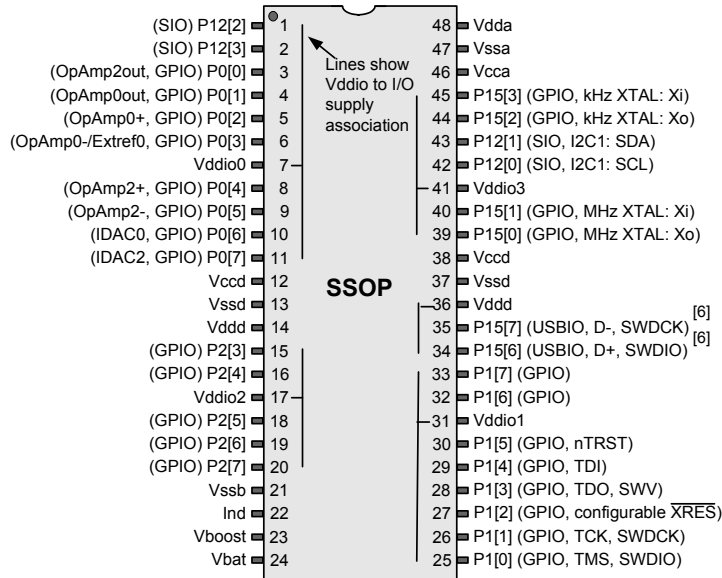 (SIO) P12[2] 1
(SIO) P12[3] 2
(OpAmp2out, GPIO) P0[0] 3
(OpAmp0out, GPIO) P0[1] 4
(OpAmp0+, GPIO) P0[2] 5
(OpAmp0-/Extref0, GPIO) P0[3] 6
Vddio0 7
(OpAmp2+, GPIO) P0[4] 8
(OpAmp2-, GPIO) P0[5] 9
(IDAC0, GPIO) P0[6] 10
(IDAC2, GPIO) P0[7] 11
Vccd 12
Vssd 13
Vddd 14
(GPIO) P2[3] 15
(GPIO) P2[4] 16
Vddio2 17
(GPIO) P2[5] 18
(GPIO) P2[6] 19
(GPIO) P2[7] 20
Vssb 21
Ind 22
Vboost 23
Vbat 24
Lines show
Vddio to I/O
supply
association
SSOP
48 Vdda
47 Vssa
46 Vcca
45 P15[3] (GPIO, kHz XTAL: Xi)
44 P15[2] (GPIO, kHz XTAL: Xo)
43 P12[1] (SIO, I2C1: SDA)
42 P12[0] (SIO, I2C1: SCL)
41 Vddio3
40 P15[1] (GPIO, MHz XTAL: Xi)
39 P15[0] (GPIO, MHz XTAL: Xo)
38 Vccd
37 Vssd
36 Vddd
35 P15[7] (USBIO, D-, SWDCK) [6]
34 P15[6] (USBIO, D+, SWDIO) [6]
33 P1[7] (GPIO)
32 P1[6] (GPIO)
31 Vddio1
30 P1[5] (GPIO, nTRST)
29 P1[4] (GPIO, TDI)
28 P1[3] (GPIO, TDO, SWV)
27 P1[2] (GPIO, configurable XRES)
26 P1[1] (GPIO, TCK, SWDCK)
25 P1[0] (GPIO, TMS, SWDIO)